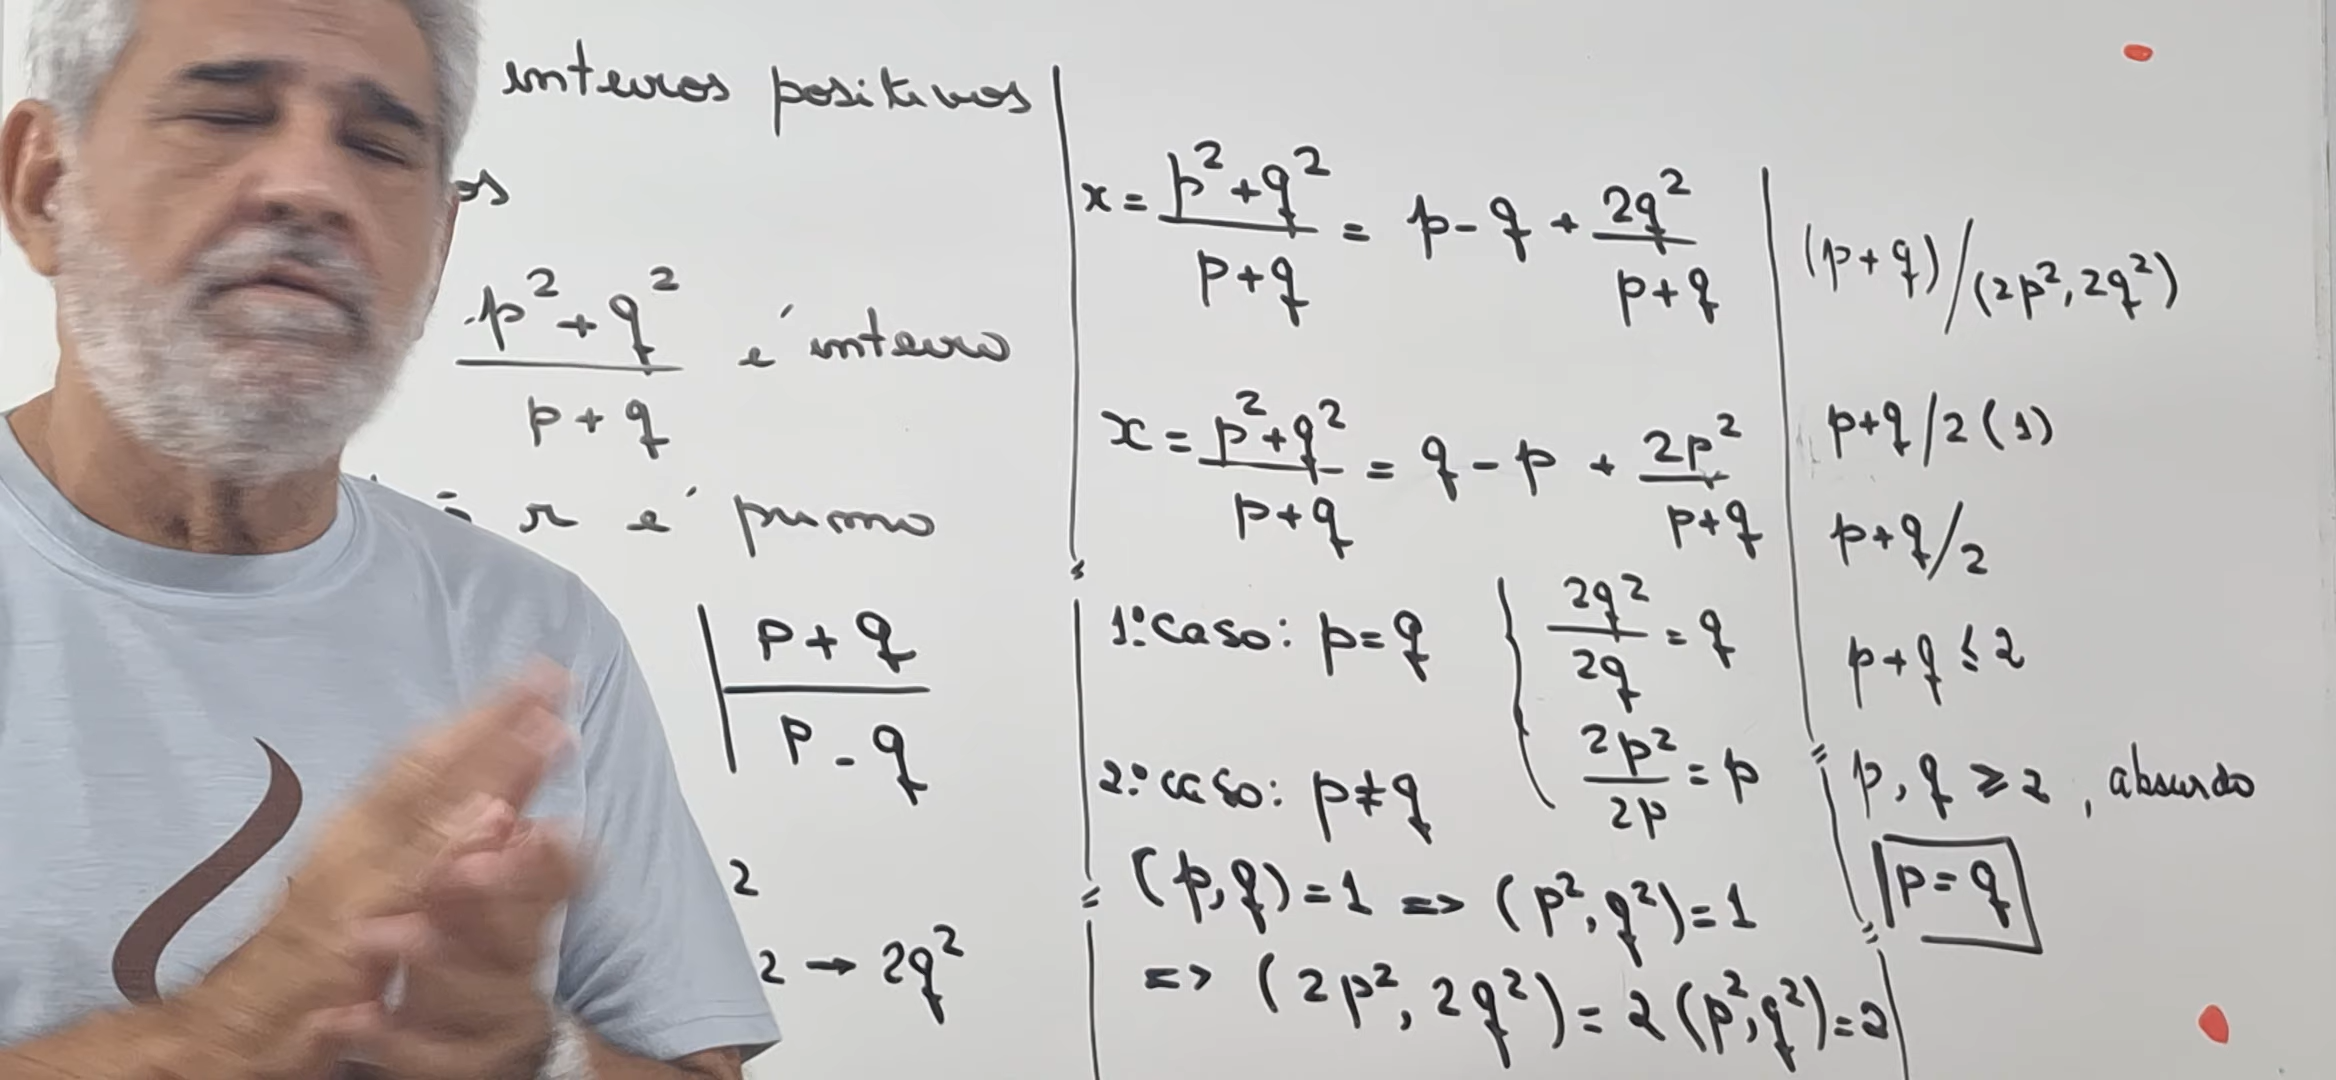 inteiros positivos
os
p² + q² / p + q é inteiro
r é primo
p + q
p - q
2
2 → 2q²
x = p² + q² / p + q = p - q + 2q² / p + q
x = p² + q² / p + q = q - p + 2p² / p + q
1º caso: p = q { 2q² / 2q = q
2p² / 2p = p
2º caso: p ≠ q
(p, q) = 1 => (p², q²) = 1
=> (2p², 2q²) = 2(p², q²) = 2
(p + q) / (2p², 2q²)
p + q / 2 (1)
p + q / 2
p + q ≤ 2
p, q ≥ 2, absurdo
p = q